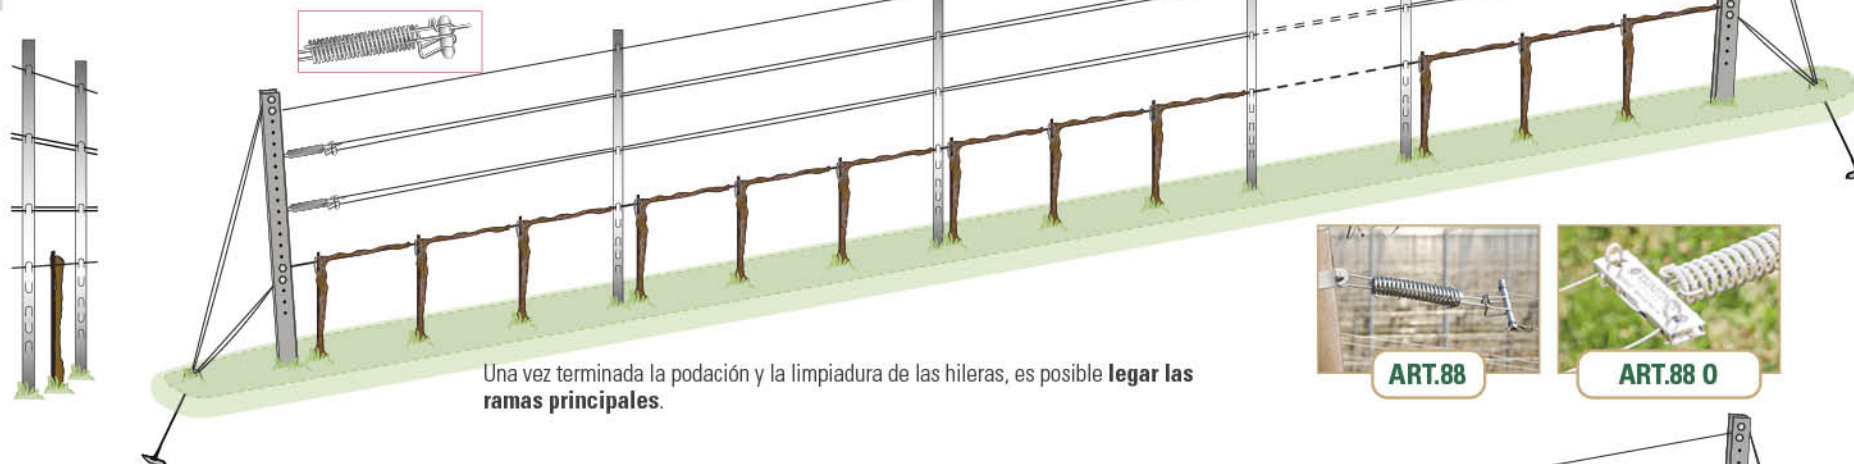 Una vez terminada la podación y la limpiadura de las hileras, es posible legar las
ramas principales.
ART.88
ART.88 O